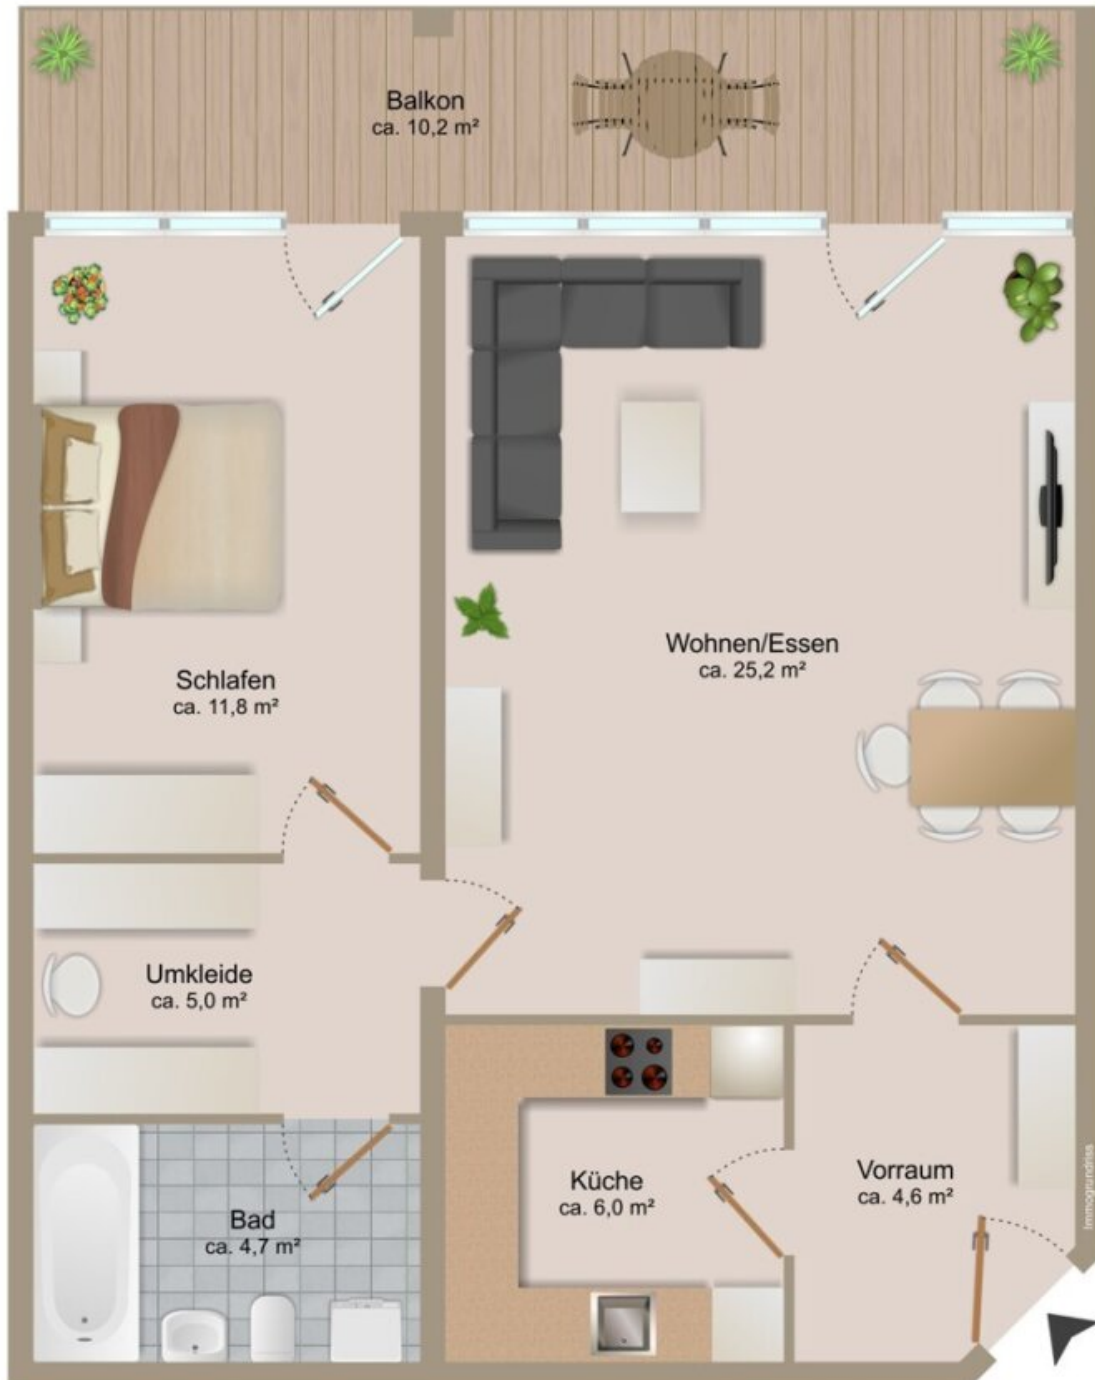 Balkon
ca. 10,2 m²
Wohnen/Essen
ca. 25,2 m²
Schlafen
ca. 11,8 m²
Umkleide
ca. 5,0 m²
Küche
ca. 6,0 m²
Vorraum
ca. 4,6 m²
Bad
ca. 4,7 m²
Immogrundriss